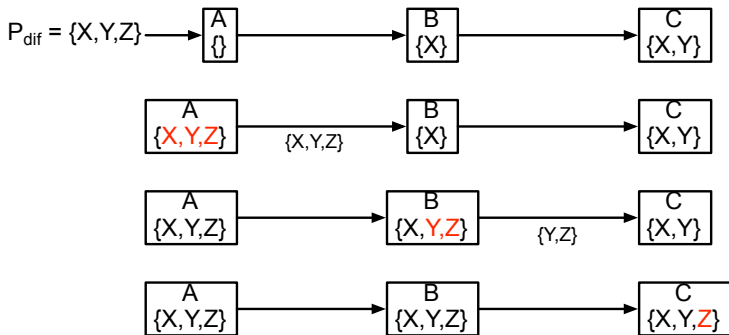 P_dif = {X,Y,Z}
A
{}
B
{X}
C
{X,Y}
A
{X,Y,Z}
{X,Y,Z}
B
{X}
C
{X,Y}
A
{X,Y,Z}
B
{X,Y,Z}
{Y,Z}
C
{X,Y}
A
{X,Y,Z}
B
{X,Y,Z}
C
{X,Y,Z}